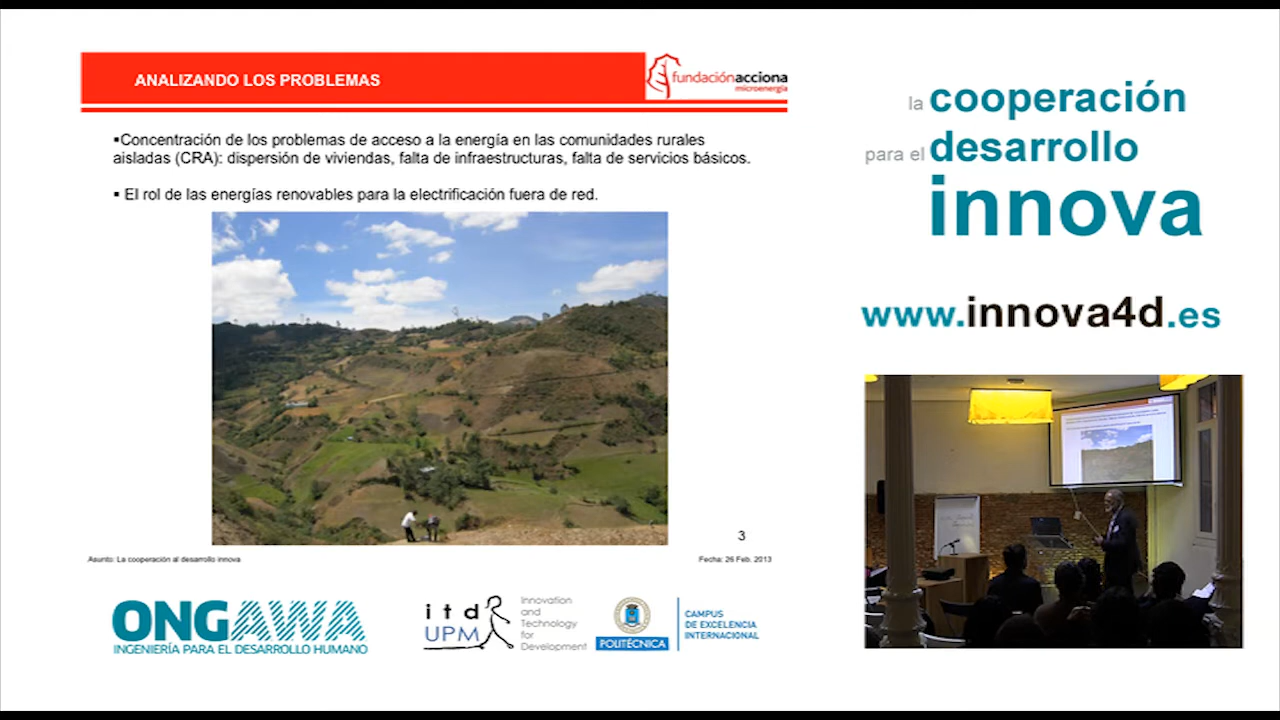 ANALIZANDO LOS PROBLEMAS
fundaciónacciona
microenergía
▪Concentración de los problemas de acceso a la energía en las comunidades rurales
aisladas (CRA): dispersión de viviendas, falta de infraestructuras, falta de servicios básicos.
▪ El rol de las energías renovables para la electrificación fuera de red.
3
Asunto: La cooperación al desarrollo innova
Fecha: 26 Feb. 2013
la cooperación
para el desarrollo
innova
www.innova4d.es
ONGAWA
INGENIERÍA PARA EL DESARROLLO HUMANO
itd
UPM
Innovation
and
Technology
for
Development
POLITÉCNICA
CAMPUS
DE EXCELENCIA
INTERNACIONAL